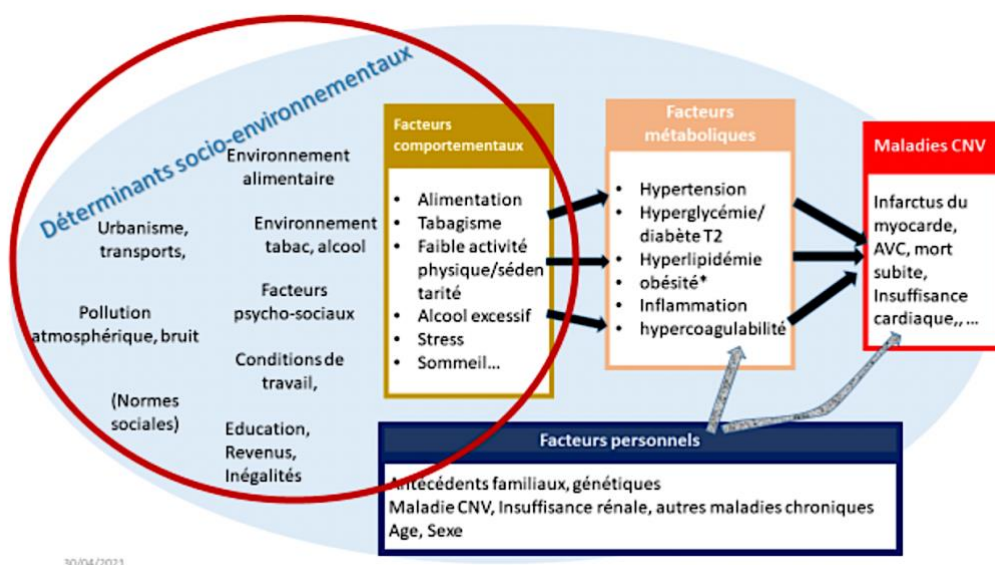 Déterminants socio-environnementaux
Environnement
alimentaire
Urbanisme,
transports,
Environnement
tabac, alcool
Facteurs
psycho-sociaux
Pollution
atmosphérique, bruit
Conditions de
travail,
(Normes
sociales)
Education,
Revenus,
Inégalités
Facteurs
comportementaux
• Alimentation
• Tabagisme
• Faible activité
physique/séden
tarité
• Alcool excessif
• Stress
• Sommeil...
Facteurs
métaboliques
• Hypertension
• Hyperglycémie/
diabète T2
• Hyperlipidémie
• obésité*
• Inflammation
• hypercoagulabilité
Maladies CNV
Infarctus du
myocarde,
AVC, mort
subite,
Insuffisance
cardiaque,, ...
Facteurs personnels
Antécédents familiaux, génétiques
Maladie CNV, Insuffisance rénale, autres maladies chroniques
Age, Sexe
30/04/2021